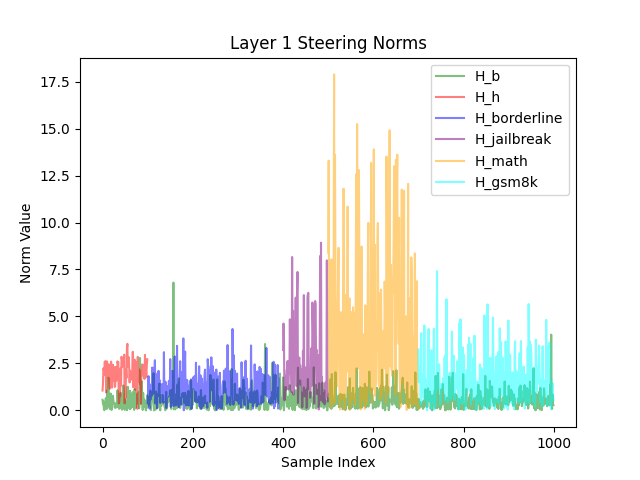 Layer 1 Steering Norms
Norm Value
17.5
15.0
12.5
10.0
7.5
5.0
2.5
0.0
H_b
H_h
H_borderline
H_jailbreak
H_math
H_gsm8k
0
200
400
600
800
1000
Sample Index